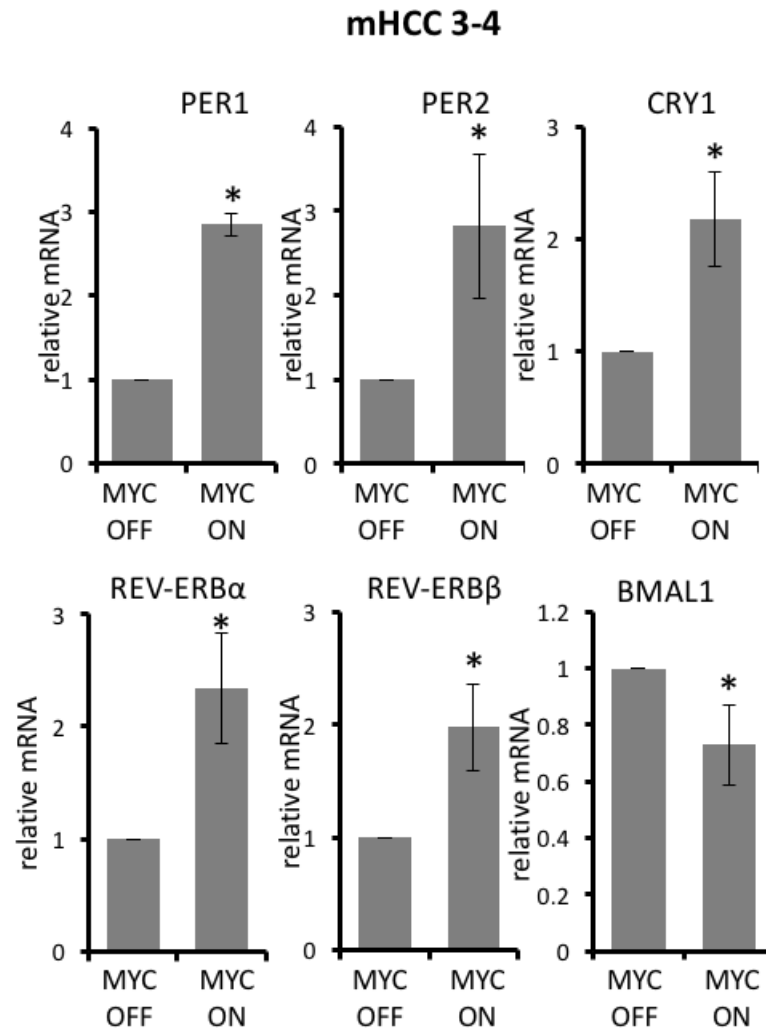 mHCC 3-4
PER1
relative mRNA
4
3
2
1
0
*
MYC OFF
MYC ON
PER2
relative mRNA
4
3
2
1
0
*
MYC OFF
MYC ON
CRY1
relative mRNA
3
2
1
0
*
MYC OFF
MYC ON
REV-ERBα
relative mRNA
3
2
1
0
*
MYC OFF
MYC ON
REV-ERBβ
relative mRNA
3
2
1
0
*
MYC OFF
MYC ON
BMAL1
relative mRNA
1.2
1
0.8
0.6
0.4
0.2
0
*
MYC OFF
MYC ON